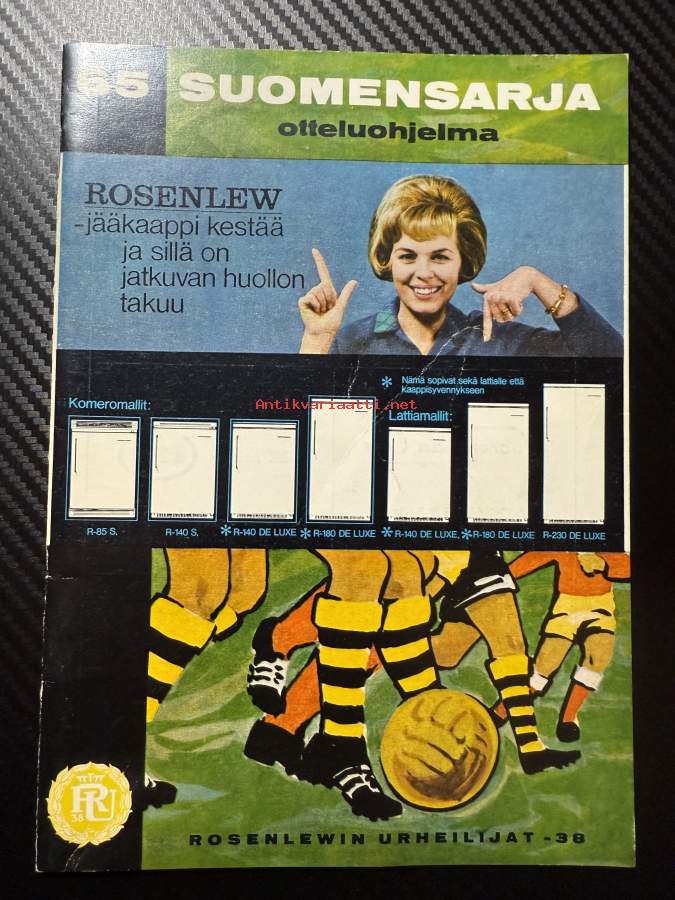 65 SUOMENSARJA
otteluohjelma
ROSENLEW
-jääkaappi kestää
ja sillä on
jatkuvan huollon
takuu
* Nämä sopivat sekä lattialle että
kaappisyvennykseen
Komeromallit:
Lattiamallit:
Antikvariaatti.net
R-85 S. R-140 S. *R-140 DE LUXE *R-180 DE LUXE *R-140 DE LUXE, *R-180 DE LUXE R-230 DE LUXE
RU
38
ROSENLEWIN URHEILIJAT -38